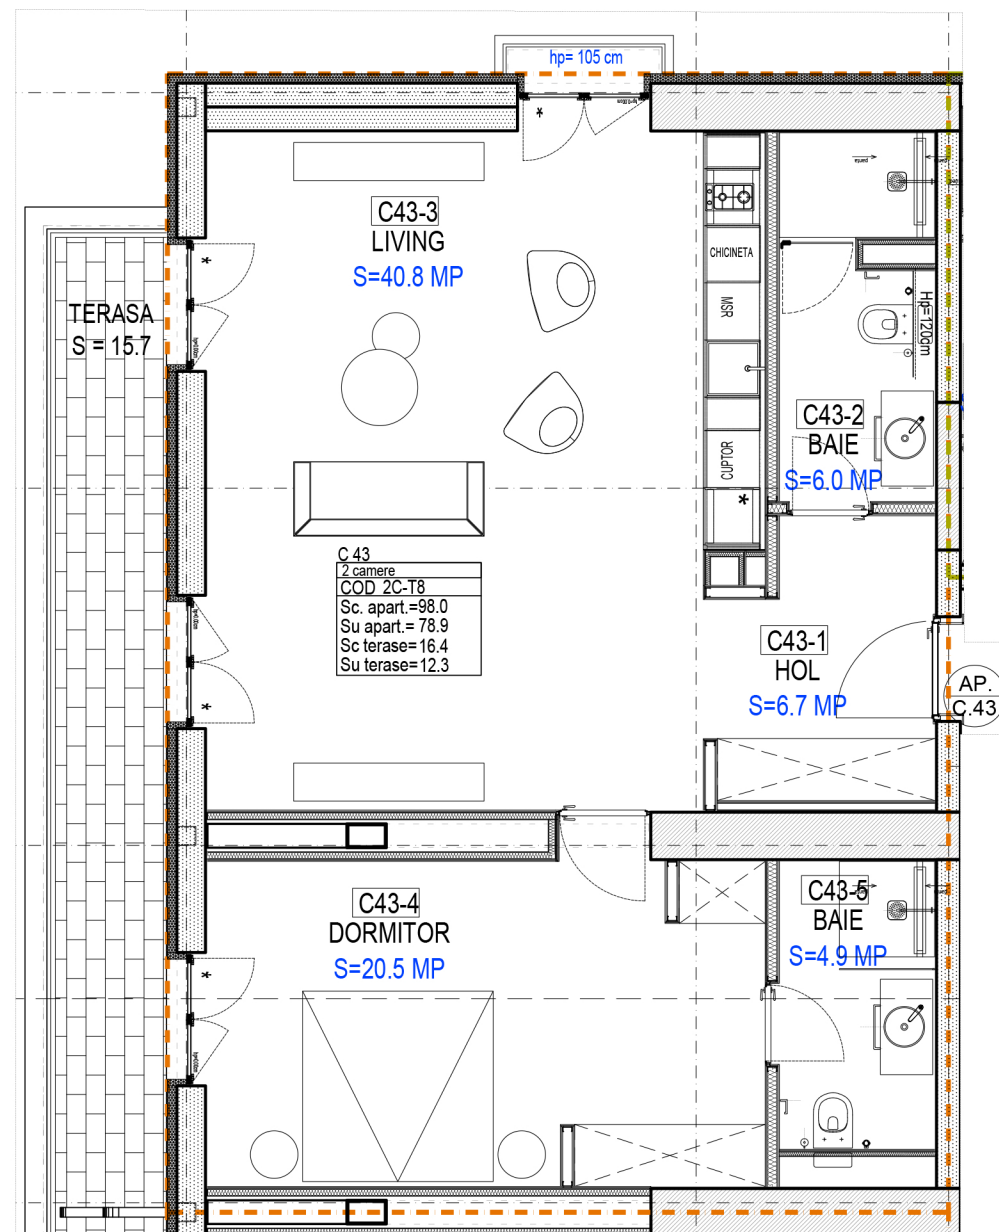 hp= 105 cm
*
C43-3
LIVING
S=40.8 MP
*
TERASA
S = 15.7
CHICINETA
MSR
CUPTOR
*
panta
Hp=120cm
C43-2
BAIE
S=6.0 MP
C 43
2 camere
COD 2C-T8
Sc. apart.=98.0
Su apart.= 78.9
Sc terase=16.4
Su terase=12.3
C43-1
HOL
S=6.7 MP
AP.
C.43
*
C43-4
DORMITOR
S=20.5 MP
*
C43-5
BAIE
S=4.9 MP